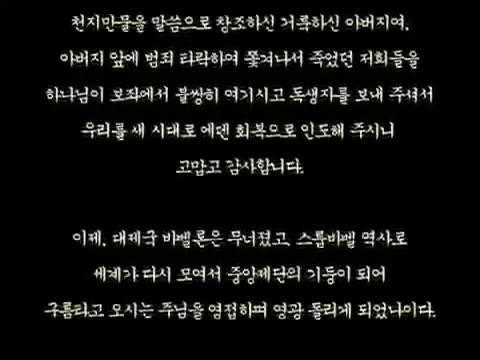 천지만물을 말씀으로 창조하신 거룩하신 아버지여,
아버지 앞에 범죄 타락하여 쫓겨나서 죽었던 저희들을
하나님이 보좌에서 불쌍히 여기시고 독생자를 보내 주셔서
우리를 새 시대로 에덴 회복으로 인도해 주시니
고맙고 감사합니다.
이제, 대제국 바벨론은 무너졌고, 스룹바벨 역사로
세계가 다시 모여서 중앙제단의 기둥이 되어
구름타고 오시는 주님을 영접하며 영광 돌리게 되었나이다.